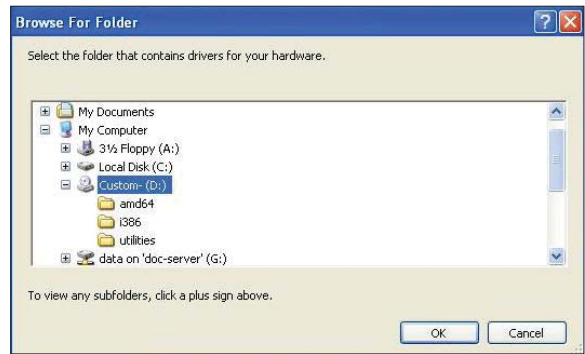 Browse For Folder
Select the folder that contains drivers for your hardware.
My Documents
My Computer
3½ Floppy (A:)
Local Disk (C:)
Custom- (D:)
amd64
i386
utilities
data on 'doc-server' (G:)
To view any subfolders, click a plus sign above.
OK Cancel